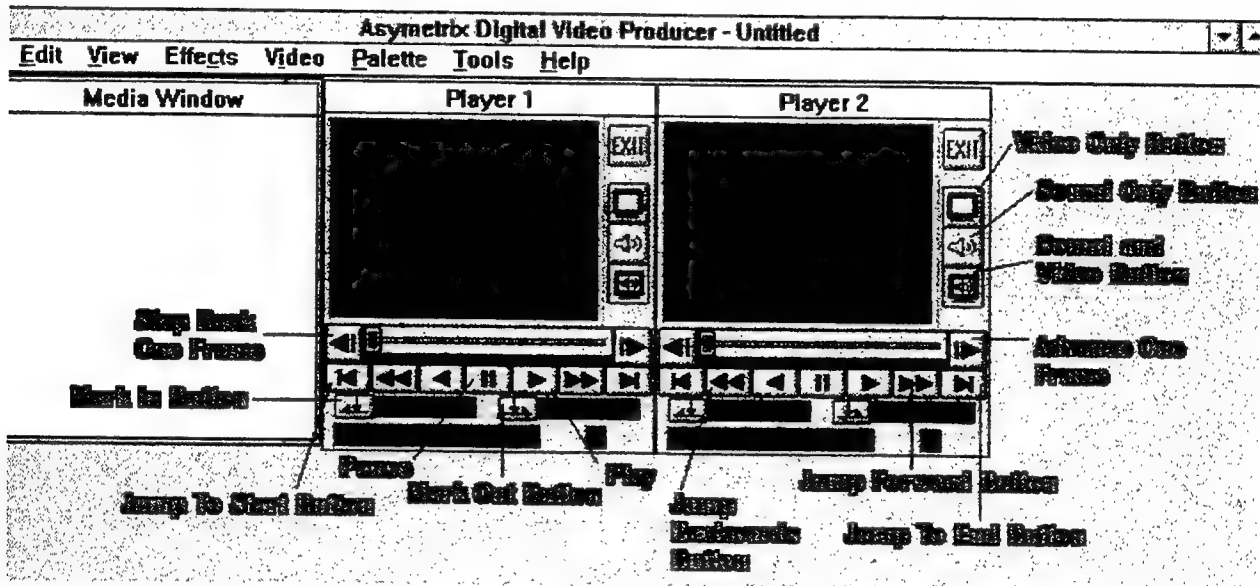 Asymetrix Digital Video Producer - Untitled
Edit View Effects Video Palette Tools Help
Media Window
Player 1
Player 2
EXIT
EXIT
Video Only Button
Sound Only Button
Sound and
Video Button
Step Back
One Frame
Advance One
Frame
Mark In Button
Pause
Mark Out Button
Play
Jump To Start Button
Jump Forward Button
Jump
Backwards
Button
Jump To End Button